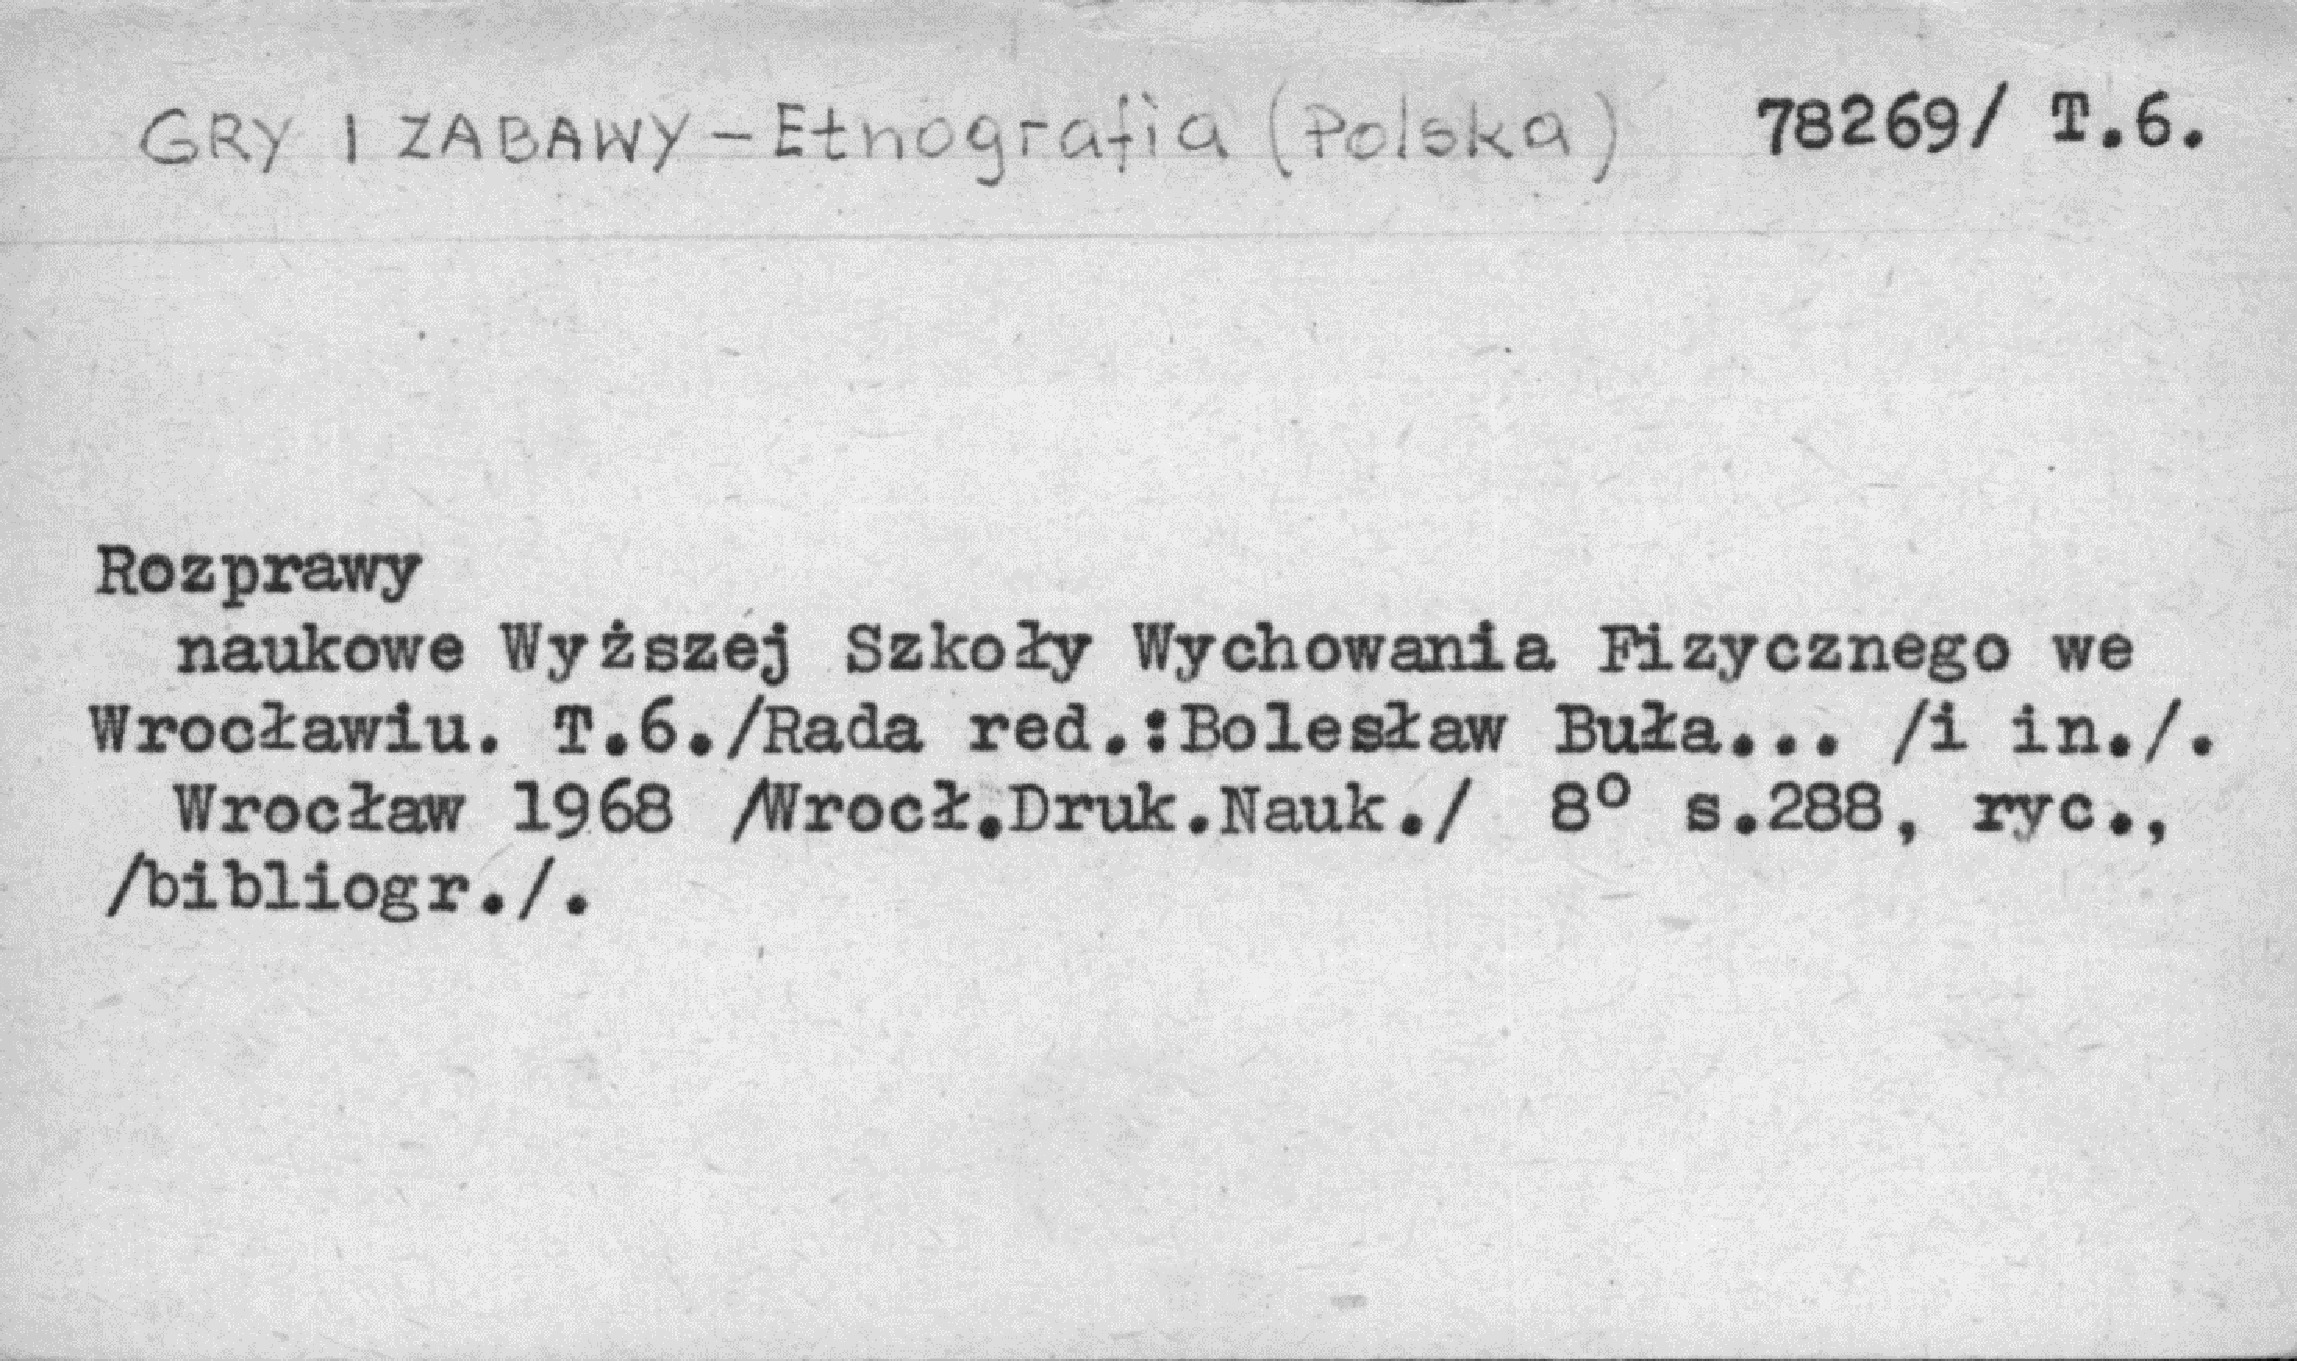 GRY I ZABAWY - Etnografia (Polska) 78269/ T.6.
Rozprawy
naukowe Wyższej Szkoły Wychowania Fizycznego we
Wrocławiu. T.6./Rada red.:Bolesław Buła... /i in./.
Wrocław 1968 /Wrocł.Druk.Nauk./ 8° s.288, ryc.,
/bibliogr./.